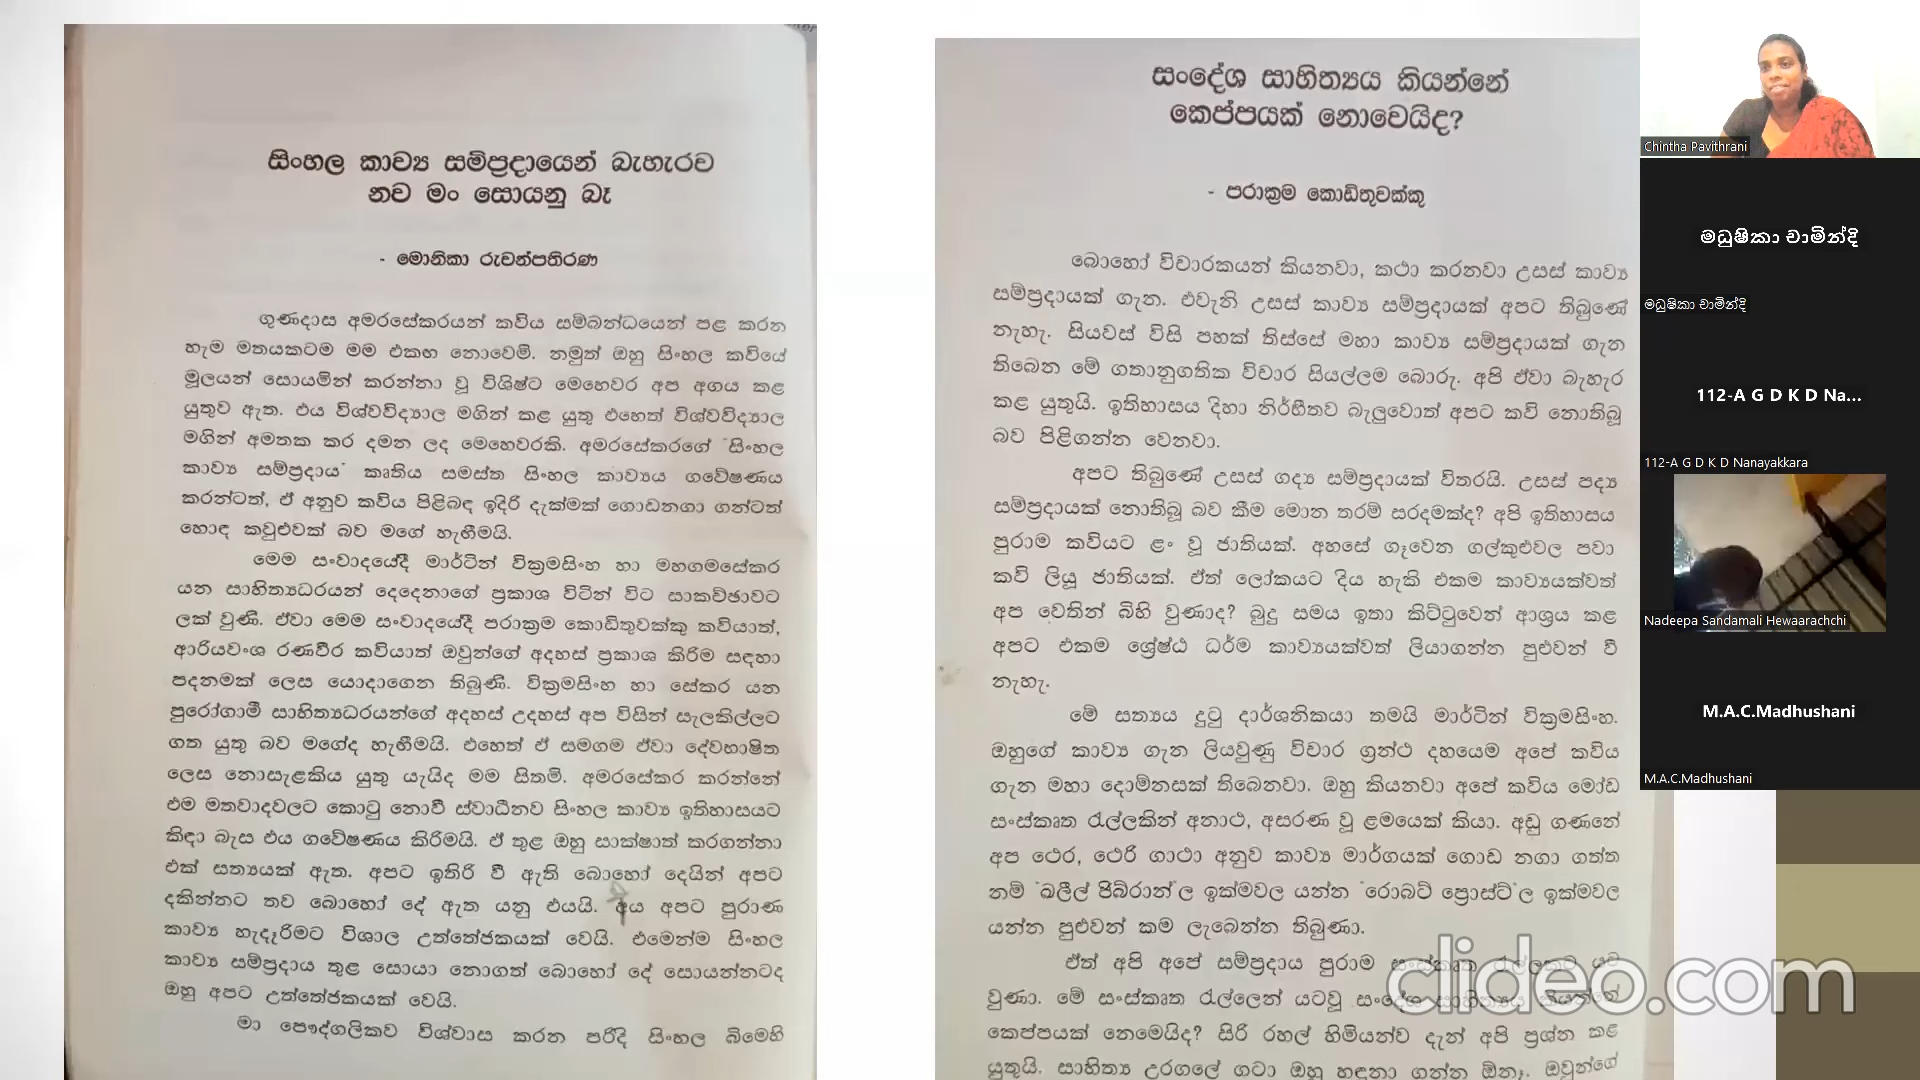 සිංහල කාව්‍ය සම්ප්‍රදායෙන් බැහැරව
නව මං සොයනු බෑ
- මොනිකා රුවන්පතිරණ
ගුණදාස අමරසේකරයන් කවිය සම්බන්ධයෙන් පළ කරන
හැම මතයකටම මම එකඟ නොවෙමි. නමුත් ඔහු සිංහල කවියේ
මූලයන් සොයමින් කරන්නා වූ විශිෂ්ට මෙහෙවර අප අගය කළ
යුතුව ඇත. එය විශ්වවිද්‍යාල මගින් කළ යුතු එහෙත් විශ්වවිද්‍යාල
මගින් අමතක කර දමන ලද මෙහෙවරකි. අමරසේකරගේ "සිංහල
කාව්‍ය සම්ප්‍රදාය" කෘතිය සමස්ත සිංහල කාව්‍යය ගවේෂණය
කරන්ටත්, ඒ අනුව කවිය පිළිබඳ ඉදිරි දැක්මක් ගොඩනගා ගන්ටත්
හොඳ කවුළුවක් බව මගේ හැඟීමයි.
මෙම සංවාදයේදී මාර්ටින් වික්‍රමසිංහ හා මහගමසේකර
යන සාහිත්‍යධරයන් දෙදෙනාගේ ප්‍රකාශ විටින් විට සාකච්ඡාවට
ලක් වුණි. ඒවා මෙම සංවාදයේදී පරාක්‍රම කොඩිතුවක්කු කවියාත්,
ආරියවංශ රණවීර කවියාත් ඔවුන්ගේ අදහස් ප්‍රකාශ කිරීම සඳහා
පදනමක් ලෙස යොදාගෙන තිබුණි. වික්‍රමසිංහ හා සේකර යන
පුරෝගාමී සාහිත්‍යධරයන්ගේ අදහස් උදහස් අප විසින් සැලකිල්ලට
ගත යුතු බව මගේද හැඟීමයි. එහෙත් ඒ සමගම ඒවා දේවභාෂිත
ලෙස නොසැළකිය යුතු යැයිද මම සිතමි. අමරසේකර කරන්නේ
එම මතවාදවලට කොටු නොවී ස්වාධීනව සිංහල කාව්‍ය ඉතිහාසයට
කිඳා බැස එය ගවේෂණය කිරීමයි. ඒ තුළ ඔහු සාක්ෂාත් කරගන්නා
එක් සත්‍යයක් ඇත. අපට ඉතිරි වී ඇති බොහෝ දෙයින් අපට
දකින්නට තව බොහෝ දේ ඇත යනු එයයි. අය අපට පුරාණ
කාව්‍ය හැදෑරීමට විශාල උත්තේජකයක් වෙයි. එමෙන්ම සිංහල
කාව්‍ය සම්ප්‍රදාය තුළ සොයා නොගත් බොහෝ දේ සොයන්නටද
ඔහු අපට උත්තේජකයක් වෙයි.
මා පෞද්ගලිකව විශ්වාස කරන පරිදි සිංහල බිමෙහි
සංදේශ සාහිත්‍යය කියන්නේ
කෙප්පයක් නොවෙයිද?
- පරාක්‍රම කොඩිතුවක්කු
බොහෝ විචාරකයන් කියනවා, කථා කරනවා උසස් කාව්‍ය
සම්ප්‍රදායක් ගැන. එවැනි උසස් කාව්‍ය සම්ප්‍රදායක් අපට තිබුණේ
නැහැ. සියවස් විසි පහක් තිස්සේ මහා කාව්‍ය සම්ප්‍රදායක් ගැන
තිබෙන මේ ගතානුගතික විචාර සියල්ලම බොරු. අපි ඒවා බැහැර
කළ යුතුයි. ඉතිහාසය දිහා නිර්භීතව බැලුවොත් අපට කවි නොතිබූ
බව පිළිගන්න වෙනවා.
අපට තිබුණේ උසස් ගද්‍ය සම්ප්‍රදායක් විතරයි. උසස් පද්‍ය
සම්ප්‍රදායක් නොතිබූ බව කීම මොන තරම් සරදමක්ද? අපි ඉතිහාසය
පුරාම කවියට ළං වූ ජාතියක්. අහසේ ගෑවෙන ගල්කුළුවල පවා
කවි ලියූ ජාතියක්. ඒත් ලෝකයට දිය හැකි එකම කාව්‍යයක්වත්
අප වෙතින් බිහි වුණාද? බුදු සමය ඉතා කිට්ටුවෙන් ආශ්‍රය කළ
අපට එකම ශ්‍රේෂ්ඨ ධර්ම කාව්‍යයක්වත් ලියාගන්න පුළුවන් වී
නැහැ.
මේ සත්‍යය දුටු දාර්ශනිකයා තමයි මාර්ටින් වික්‍රමසිංහ.
ඔහුගේ කාව්‍ය ගැන ලියවුණු විචාර ග්‍රන්ථ දහයෙම අපේ කවිය
ගැන මහා දොම්නසක් තිබෙනවා. ඔහු කියනවා අපේ කවිය මෝඩ
සංස්කෘත රැල්ලකින් අනාථ, අසරණ වූ ළමයෙක් කියා. අඩු ගණනේ
අප ථෙර, ථෙරී ගාථා අනුව කාව්‍ය මාර්ගයක් ගොඩ නගා ගත්ත
නම් "ඛලීල් ජිබ්රාන්"ල ඉක්මවල යන්න "රොබට් ප්‍රොස්ට්"ල ඉක්මවල
යන්න පුළුවන් කම ලැබෙන්න තිබුණා.
ඒත් අපි අපේ සම්ප්‍රදාය පුරාම සංස්කෘත රැල්ලකට යට
වුණා. මේ සංස්කෘත රැල්ලෙන් යටවූ සංදේශ සාහිත්‍යය කියන්නේ
කෙප්පයක් නෙමෙයිද? සිරි රහල් හිමියන්ව දැන් අපි ප්‍රශ්න කළ
යුතුයි. සාහිත්‍ය උරගලේ ගටා ඔහු හඳුනා ගන්න ඕනෑ. ඔවුන්ගේ
clideo.com
Chintha Pavithrani
මධුෂිකා චාමින්දි
මධුෂිකා චාමින්දි
112-A G D K D Na...
112-A G D K D Nanayakkara
Nadeepa Sandamali Hewaarachchi
M.A.C.Madhushani
M.A.C.Madhushani